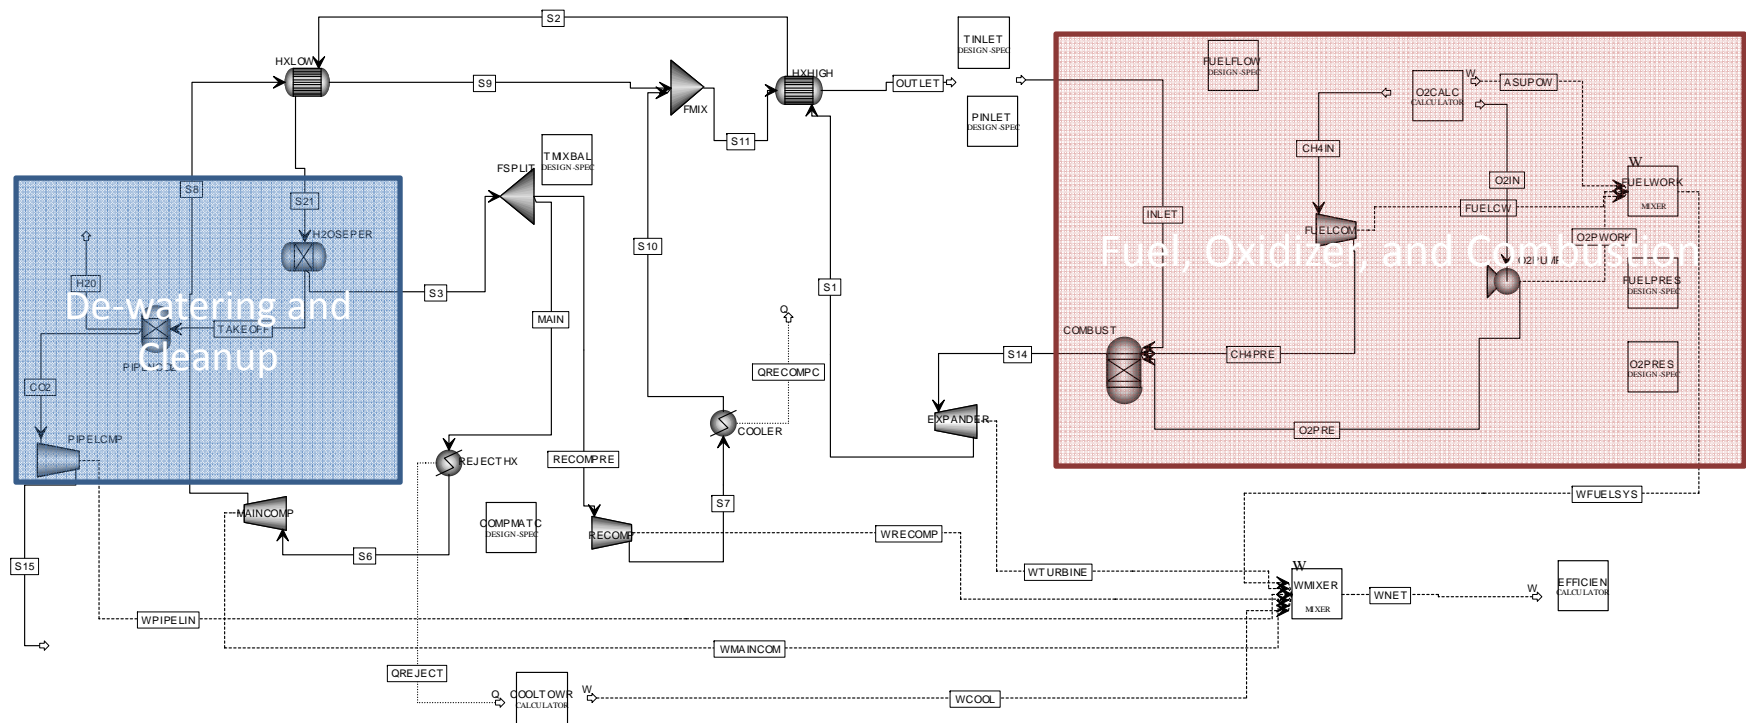 S2
TINLET
DESIGN-SPEC
FUELFLOW
DESIGN-SPEC
HXLOW
HXHIGH
S9
OUTLET
W
O2CALC
CALCULATOR
ASUPOW
FMIX
PINLET
DESIGN-SPEC
S11
CH4IN
TMIXBAL
DESIGN-SPEC
FSPLIT
W
FUELWORK
MIXER
S8
S21
O2IN
INLET
FUELCW
FUELCOM
H2OSEPER
S10
O2PWORK
Fuel, Oxidizer, and Combustion
O2PUMP
FUELPRES
DESIGN-SPEC
H20
S3
S1
De-watering and
Cleanup
TAKEOFF
MAIN
Q
COMBUST
S14
CH4PRE
O2PRES
DESIGN-SPEC
QRECOMPC
CO2
EXPANDER
COOLER
O2PRE
PIPELCMP
REJECTHX
RECOMPRE
S7
WFUELSYS
MAINCOMP
COMPMATC
DESIGN-SPEC
RECOMP
WRECOMP
S6
S15
WTURBINE
W
WMIXER
MIXER
WNET
W
EFFICIEN
CALCULATOR
WPIPELIN
WMAINCOM
QREJECT
Q
COOLTOWR
CALCULATOR
W
WCOOL